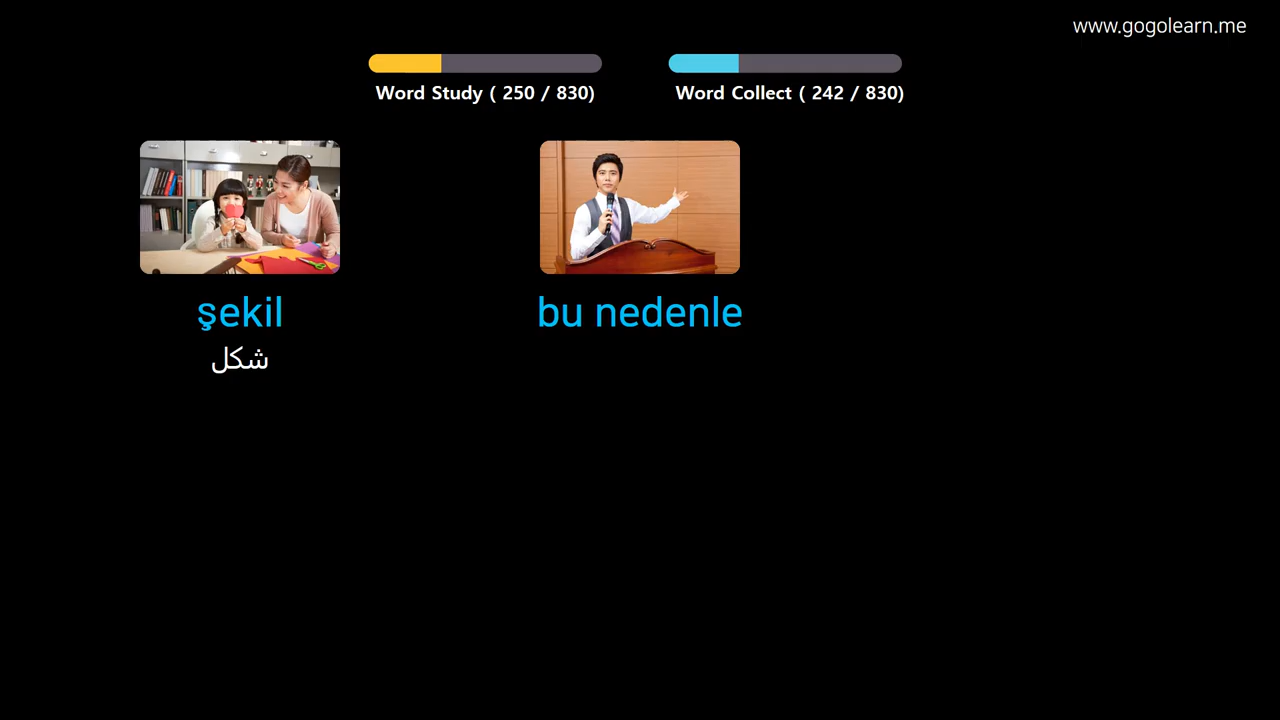 www.gogolearn.me
Word Study ( 250 / 830)
Word Collect ( 242 / 830)
şekil
شكل
bu nedenle